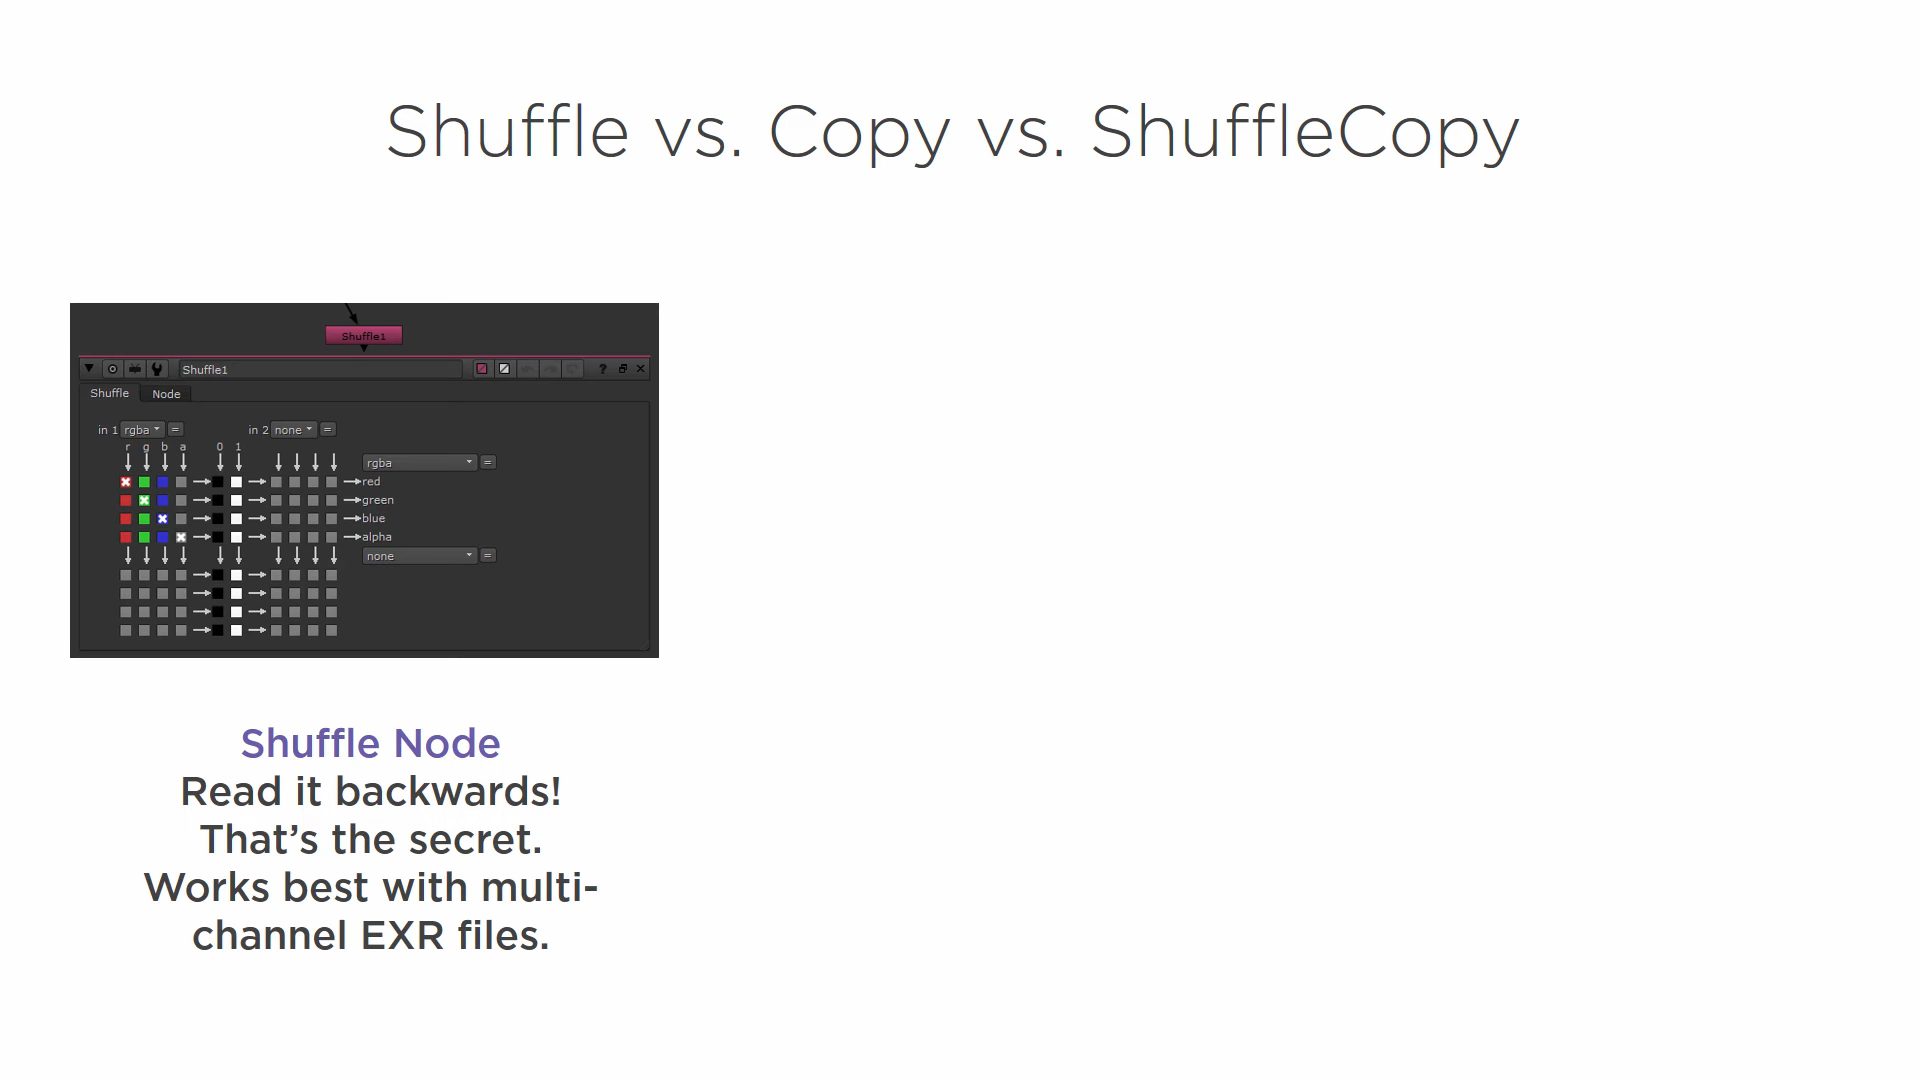 Shuffle vs. Copy vs. ShuffleCopy
Shuffle1
Shuffle1
?
Shuffle Node
in 1 rgba = in 2 none =
r g b a 0 1
rgba =
red
green
blue
alpha
none =
Shuffle Node
Read it backwards!
That’s the secret.
Works best with multi-
channel EXR files.